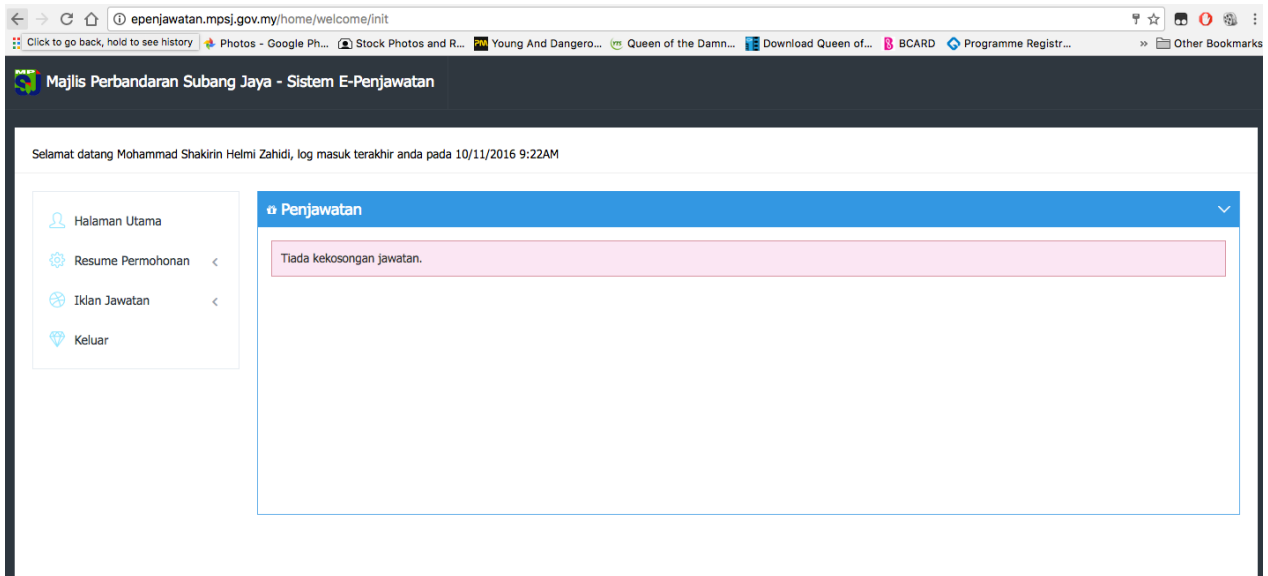 epenjawatan.mpsj.gov.my/home/welcome/init
Click to go back, hold to see history Photos - Google Ph... Stock Photos and R... PM Young And Dangero... Queen of the Damn... Download Queen of... BCARD Programme Registr... » Other Bookmarks
MPSJ Majlis Perbandaran Subang Jaya - Sistem E-Penjawatan
Selamat datang Mohammad Shakirin Helmi Zahidi, log masuk terakhir anda pada 10/11/2016 9:22AM
Halaman Utama
Resume Permohonan
Iklan Jawatan
Keluar
Penjawatan
Tiada kekosongan jawatan.